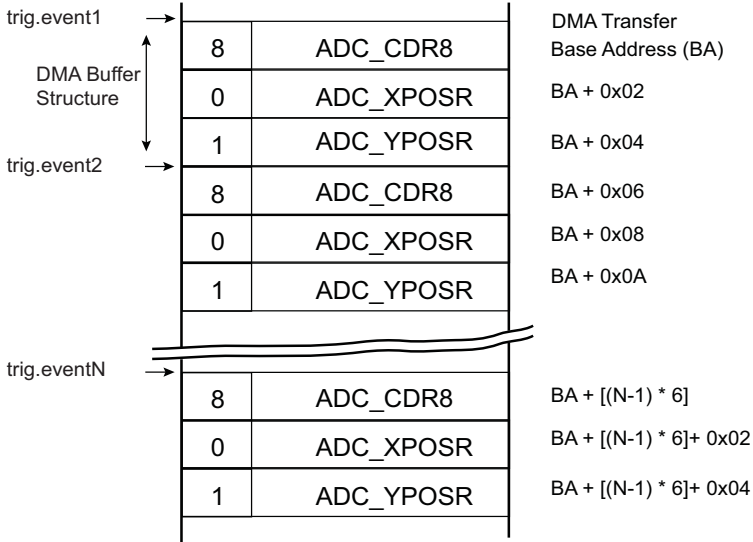 trig.event1
DMA Transfer
8 ADC_CDR8 Base Address (BA)
DMA Buffer
Structure
0 ADC_XPOSR BA + 0x02
1 ADC_YPOSR BA + 0x04
trig.event2
8 ADC_CDR8 BA + 0x06
0 ADC_XPOSR BA + 0x08
1 ADC_YPOSR BA + 0x0A
trig.eventN
8 ADC_CDR8 BA + [(N-1) * 6]
0 ADC_XPOSR BA + [(N-1) * 6]+ 0x02
1 ADC_YPOSR BA + [(N-1) * 6]+ 0x04